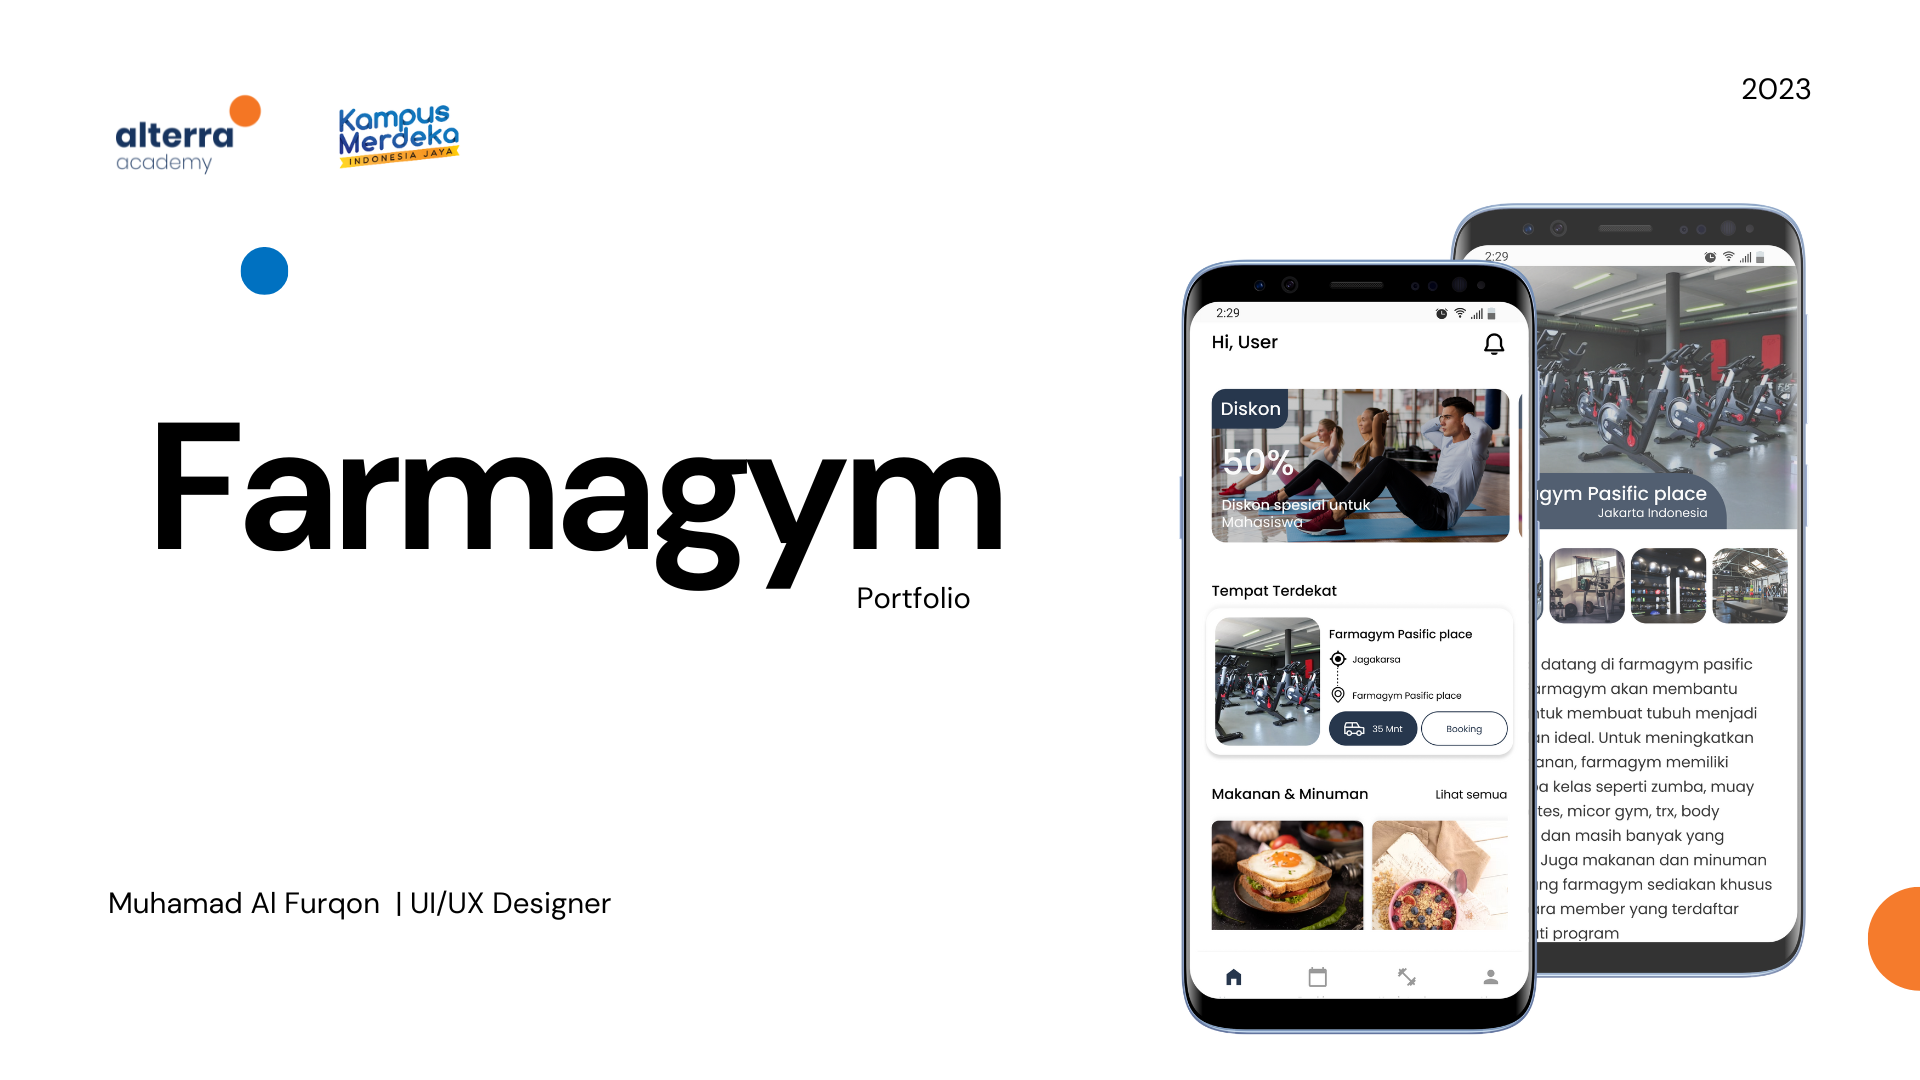 alterra
academy
Kampus
Merdeka
INDONESIA JAYA
2023
Farmagym
Portfolio
Muhamad Al Furqon | UI/UX Designer
2:29
Hi, User
Diskon
50%
Diskon spesial untuk
Mahasiswa
Tempat Terdekat
Farmagym Pasific place
Jagakarsa
Farmagym Pasific place
35 Mnt
Booking
Makanan & Minuman
Lihat semua
2:29
gym Pasific place
Jakarta Indonesia
datang di farmagym pasific
rmagym akan membantu
tuk membuat tubuh menjadi
n ideal. Untuk meningkatkan
anan, farmagym memiliki
a kelas seperti zumba, muay
tes, micor gym, trx, body
dan masih banyak yang
Juga makanan dan minuman
ng farmagym sediakan khusus
ra member yang terdaftar
ti program